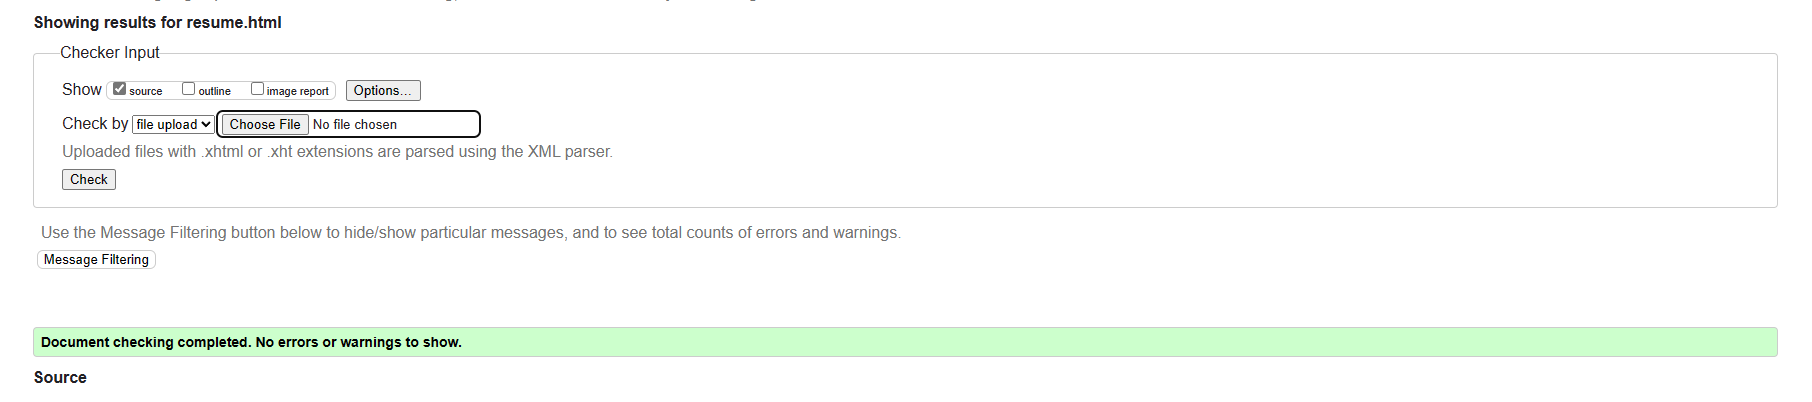 Showing results for resume.html
Checker Input
Show source outline image report Options...
Check by file upload Choose File No file chosen
Uploaded files with .xhtml or .xht extensions are parsed using the XML parser.
Check
Use the Message Filtering button below to hide/show particular messages, and to see total counts of errors and warnings.
Message Filtering
Document checking completed. No errors or warnings to show.
Source